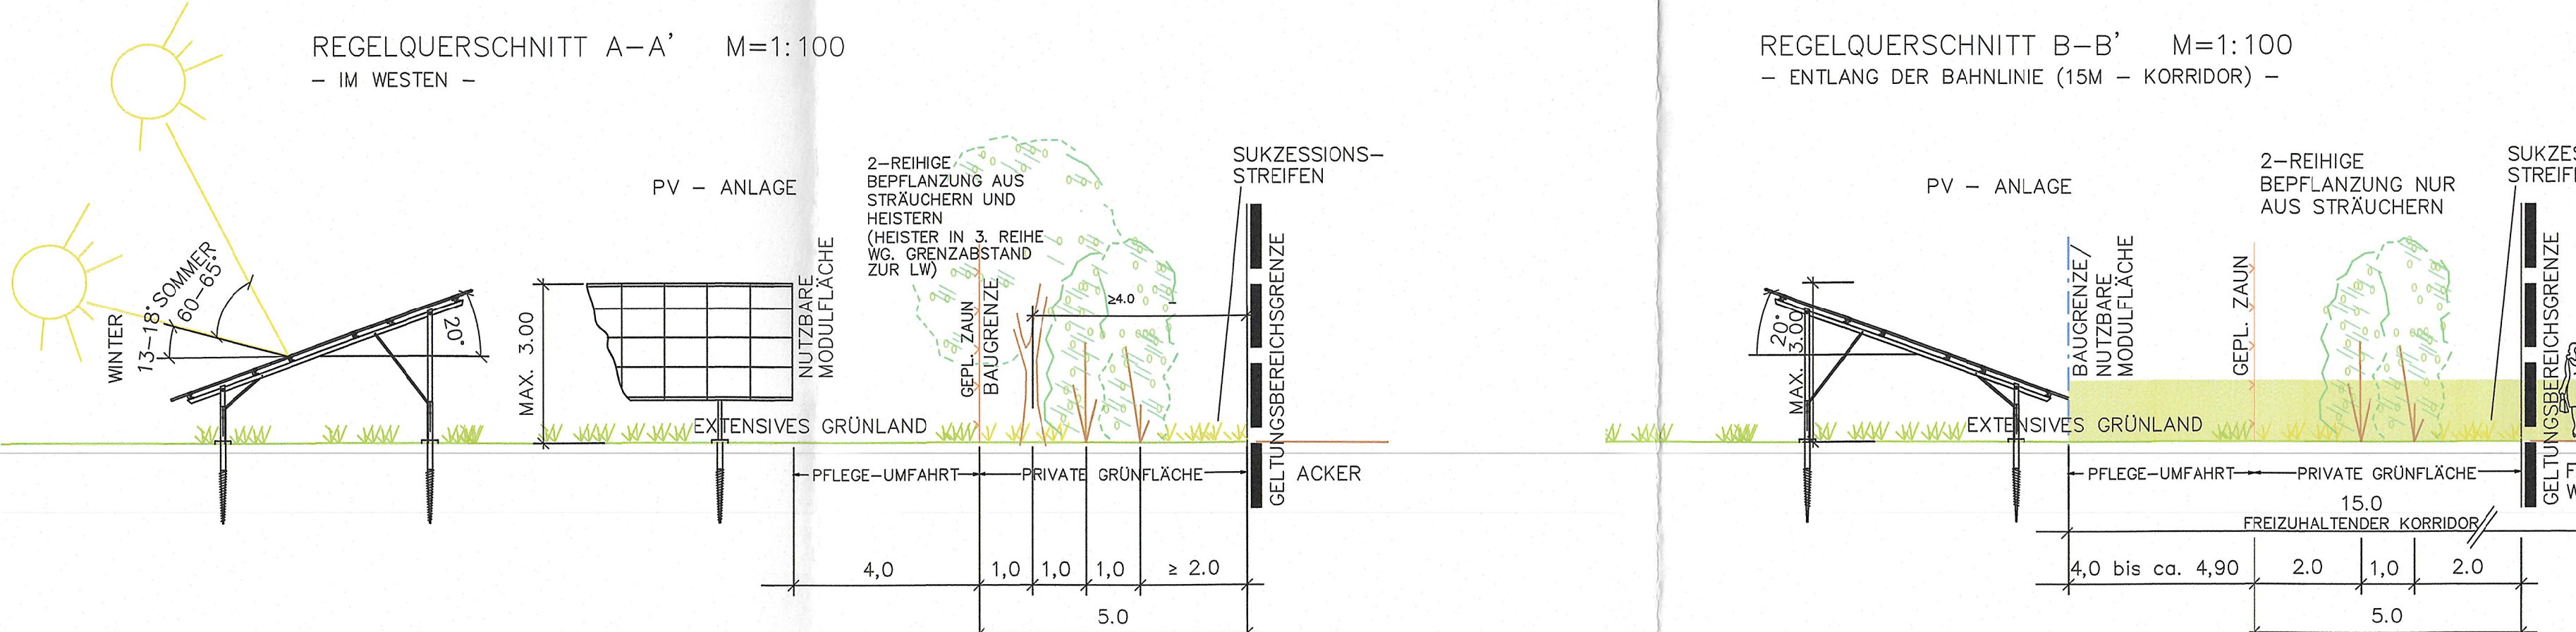 REGELQUERSCHNITT A-A' M=1:100
- IM WESTEN -
WINTER
13-18°
SOMMER
60-65°
20°
MAX. 3.00
PV - ANLAGE
NUTZBARE
MODULFLÄCHE
2-REIHIGE
BEPFLANZUNG AUS
STRÄUCHERN UND
HEISTERN
(HEISTER IN 3. REIHE
WG. GRENZABSTAND
ZUR LW)
GEPL. ZAUN
BAUGRENZE
≥4.0
SUKZESSIONS-
STREIFEN
GELTUNGSBEREICHSGRENZE
EXTENSIVES GRÜNLAND
PFLEGE-UMFAHRT
PRIVATE GRÜNFLÄCHE
ACKER
4,0 1,0 1,0 1,0 ≥ 2.0
5.0
REGELQUERSCHNITT B-B' M=1:100
- ENTLANG DER BAHNLINIE (15M - KORRIDOR) -
20°
MAX. 3.00
PV - ANLAGE
BAUGRENZE/
NUTZBARE
MODULFLÄCHE
GEPL. ZAUN
2-REIHIGE
BEPFLANZUNG NUR
AUS STRÄUCHERN
SUKZES
STREIF
GELTUNGSBEREICHSGRENZE
EXTENSIVES GRÜNLAND
PFLEGE-UMFAHRT
PRIVATE GRÜNFLÄCHE
15.0
FREIZUHALTENDER KORRIDOR
4,0 bis ca. 4,90 2.0 1,0 2.0
5.0